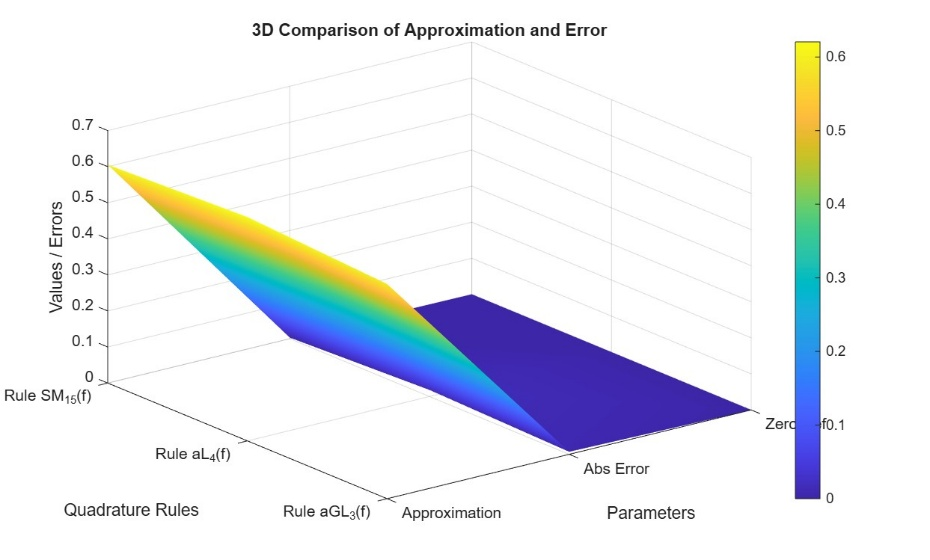 3D Comparison of Approximation and Error
0.7
0.6
0.5
0.4
0.3
0.2
0.1
0
Values / Errors
Rule SM₁₅(f)
Rule aL₄(f)
Rule aGL₃(f)
Quadrature Rules
Approximation
Abs Error
Zero
Parameters
0.6
0.5
0.4
0.3
0.2
0.1
0